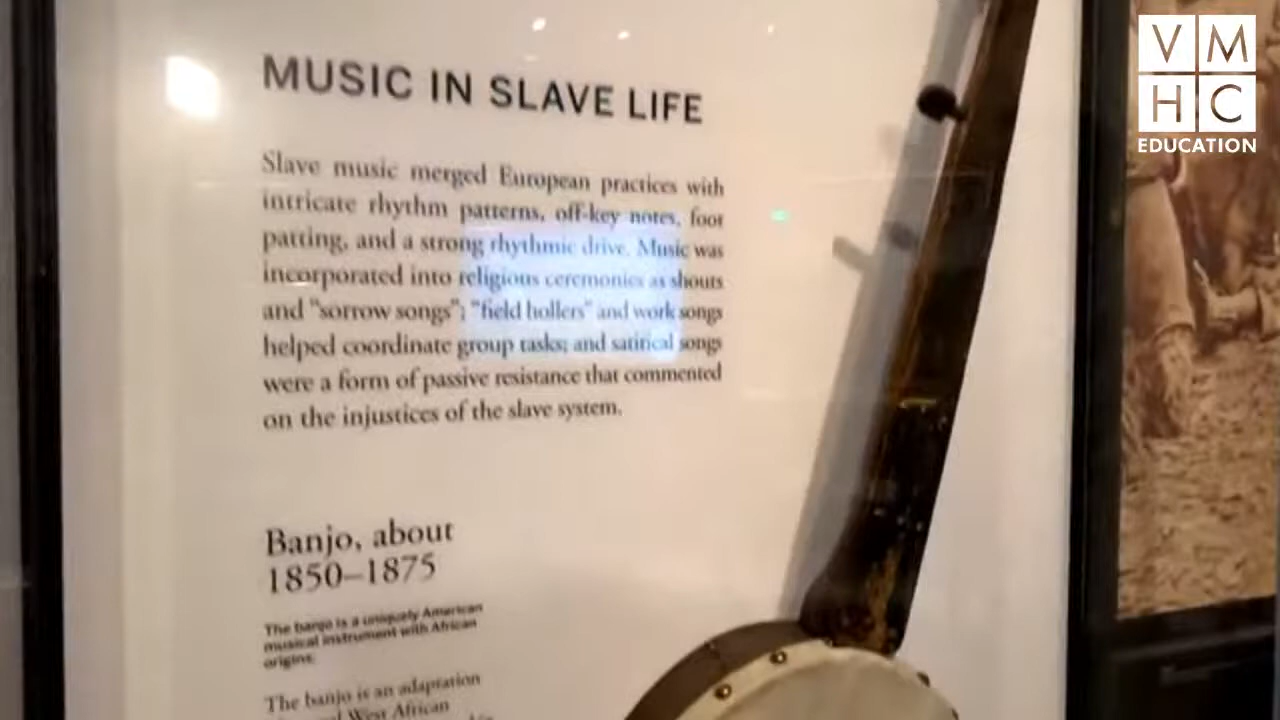 VM
HC
EDUCATION
MUSIC IN SLAVE LIFE
Slave music merged European practices with
intricate rhythm patterns, off-key notes, foot
patting, and a strong rhythmic drive. Music was
incorporated into religious ceremonies as shouts
and "sorrow songs"; "field hollers" and work songs
helped coordinate group tasks; and satirical songs
were a form of passive resistance that commented
on the injustices of the slave system.
Banjo, about
1850–1875
The banjo is a uniquely American
musical instrument with African
origins.
The banjo is an adaptation
West African